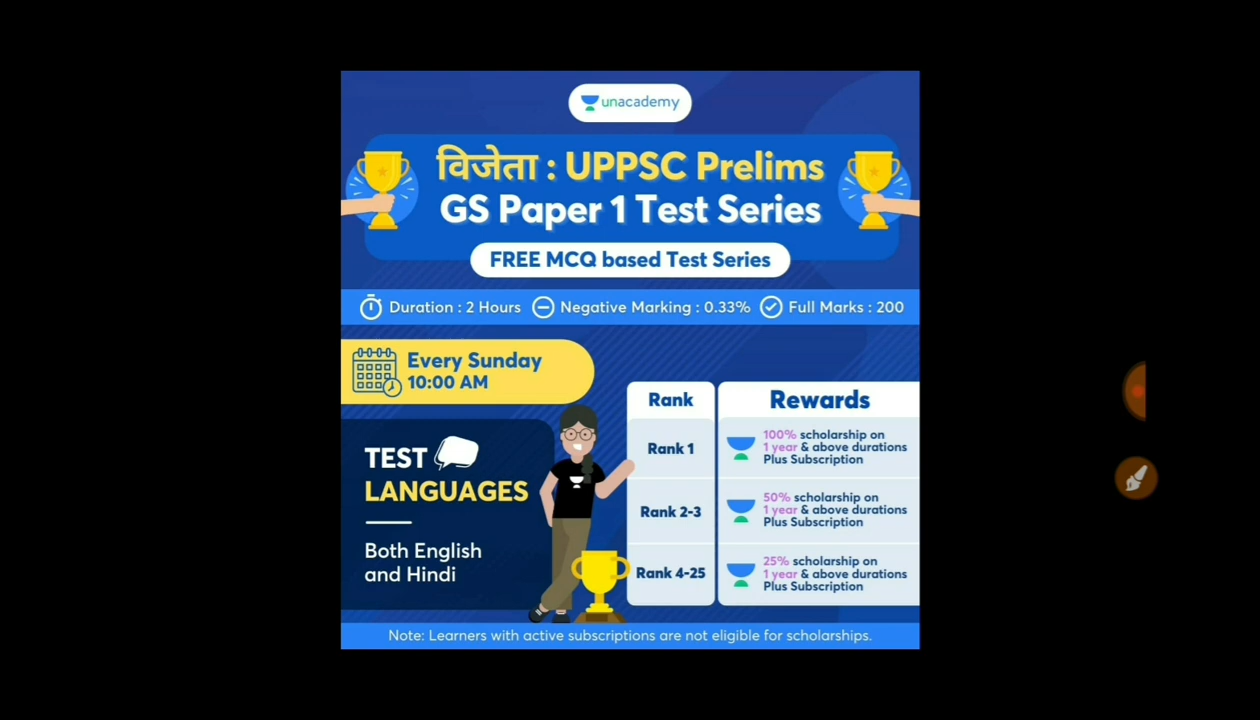 unacademy
विजेता : UPPSC Prelims
GS Paper 1 Test Series
FREE MCQ based Test Series
Duration : 2 Hours
Negative Marking : 0.33%
Full Marks : 200
Every Sunday
10:00 AM
TEST
LANGUAGES
Both English
and Hindi
Rank
Rewards
Rank 1
100% scholarship on
1 year & above durations
Plus Subscription
Rank 2-3
50% scholarship on
1 year & above durations
Plus Subscription
Rank 4-25
25% scholarship on
1 year & above durations
Plus Subscription
Note: Learners with active subscriptions are not eligible for scholarships.